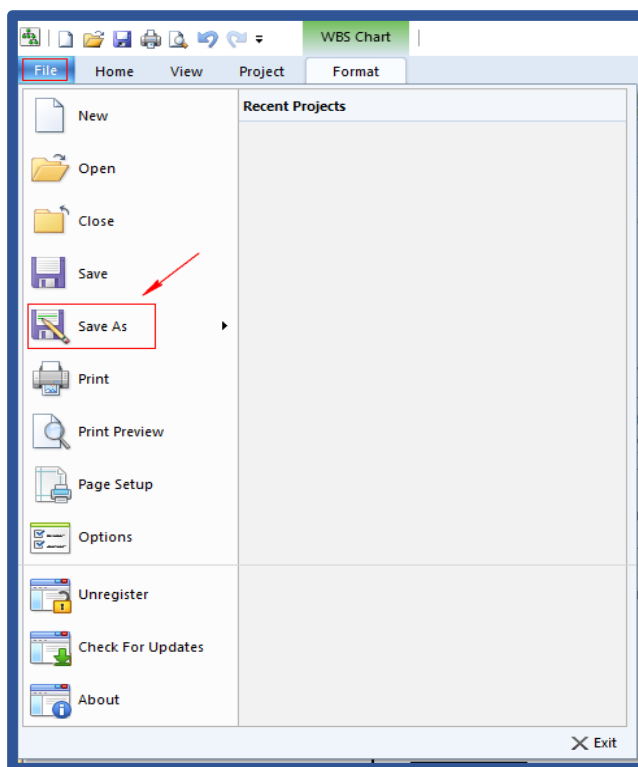 WBS Chart
File Home View Project Format
Recent Projects
New
Open
Close
Save
Save As
Print
Print Preview
Page Setup
Options
Unregister
Check For Updates
About
Exit